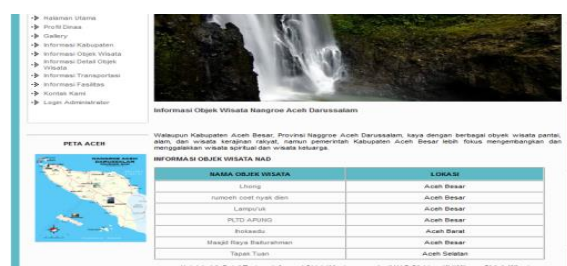 Halaman Utama
Profil Dinas
Gallery
Informasi Kabupaten
Informasi Objek Wisata
Informasi Detail Objek
Wisata
Informasi Transportasi
Informasi Fasilitas
Kontak Kami
Login Administrator
Informasi Objek Wisata Nangroe Aceh Darussalam
PETA ACEH
Walaupun Kabupaten Aceh Besar, Provinsi Naggroe Aceh Darussalam, kaya dengan berbagai obyek wisata pantai,
alam, dan wisata kerajinan rakyat, namun pemerintah Kabupaten Aceh Besar lebih fokus mengembangkan dan
menggalakkan wisata spiritual dan wisata keluarga.
INFORMASI OBJEK WISATA NAD
NAMA OBJEK WISATA LOKASI
Lhong Aceh Besar
rumoeh coet nyak dien Aceh Besar
Lampu'uk Aceh Besar
PLTD APUNG Aceh Besar
lhokseudu Aceh Barat
Masjid Raya Baiturahman Aceh Besar
Tapak Tuan Aceh Selatan